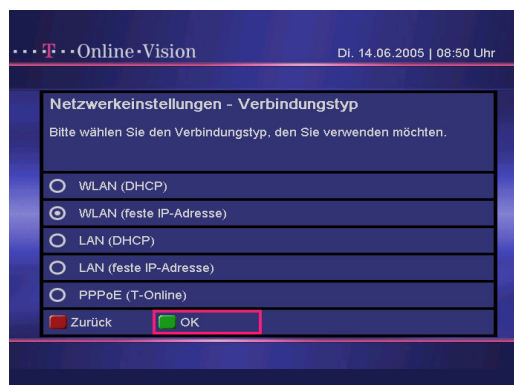 ···T··Online·Vision
Di. 14.06.2005 | 08:50 Uhr
Netzwerkeinstellungen - Verbindungstyp
Bitte wählen Sie den Verbindungstyp, den Sie verwenden möchten.
WLAN (DHCP)
WLAN (feste IP-Adresse)
LAN (DHCP)
LAN (feste IP-Adresse)
PPPoE (T-Online)
Zurück OK